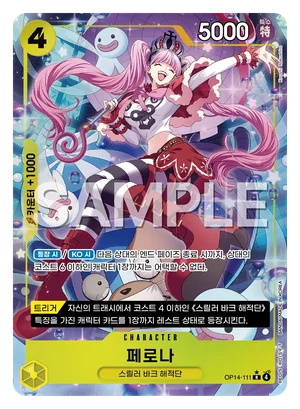 4
5000
특수
特
카운터 +1000
SAMPLE
등장 시 / KO 시 다음 상대의 엔드 페이즈 종료 시까지, 상대의
코스트 6 이하인 캐릭터 1장까지는 어택할 수 없다.
트리거 자신의 트래시에서 코스트 4 이하인 《스릴러 바크 해적단》
특징을 가진 캐릭터 카드를 1장까지 레스트 상태로 등장시킨다.
CHARACTER
페로나
스릴러 바크 해적단
OP14-111 R